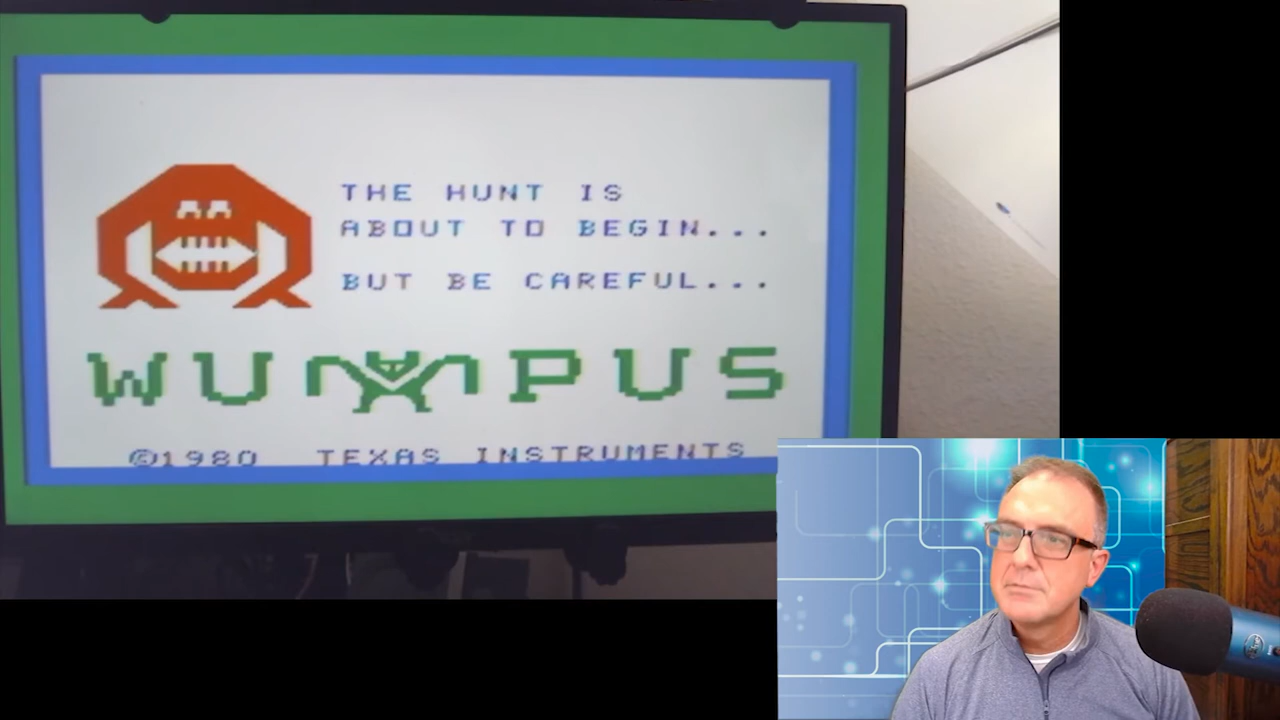 THE HUNT IS
ABOUT TO BEGIN...
BUT BE CAREFUL...
WUMPUS
©1980 TEXAS INSTRUMENTS